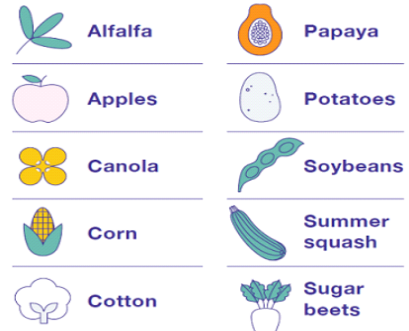 Alfalfa
Papaya
Apples
Potatoes
Canola
Soybeans
Corn
Summer
squash
Cotton
Sugar
beets